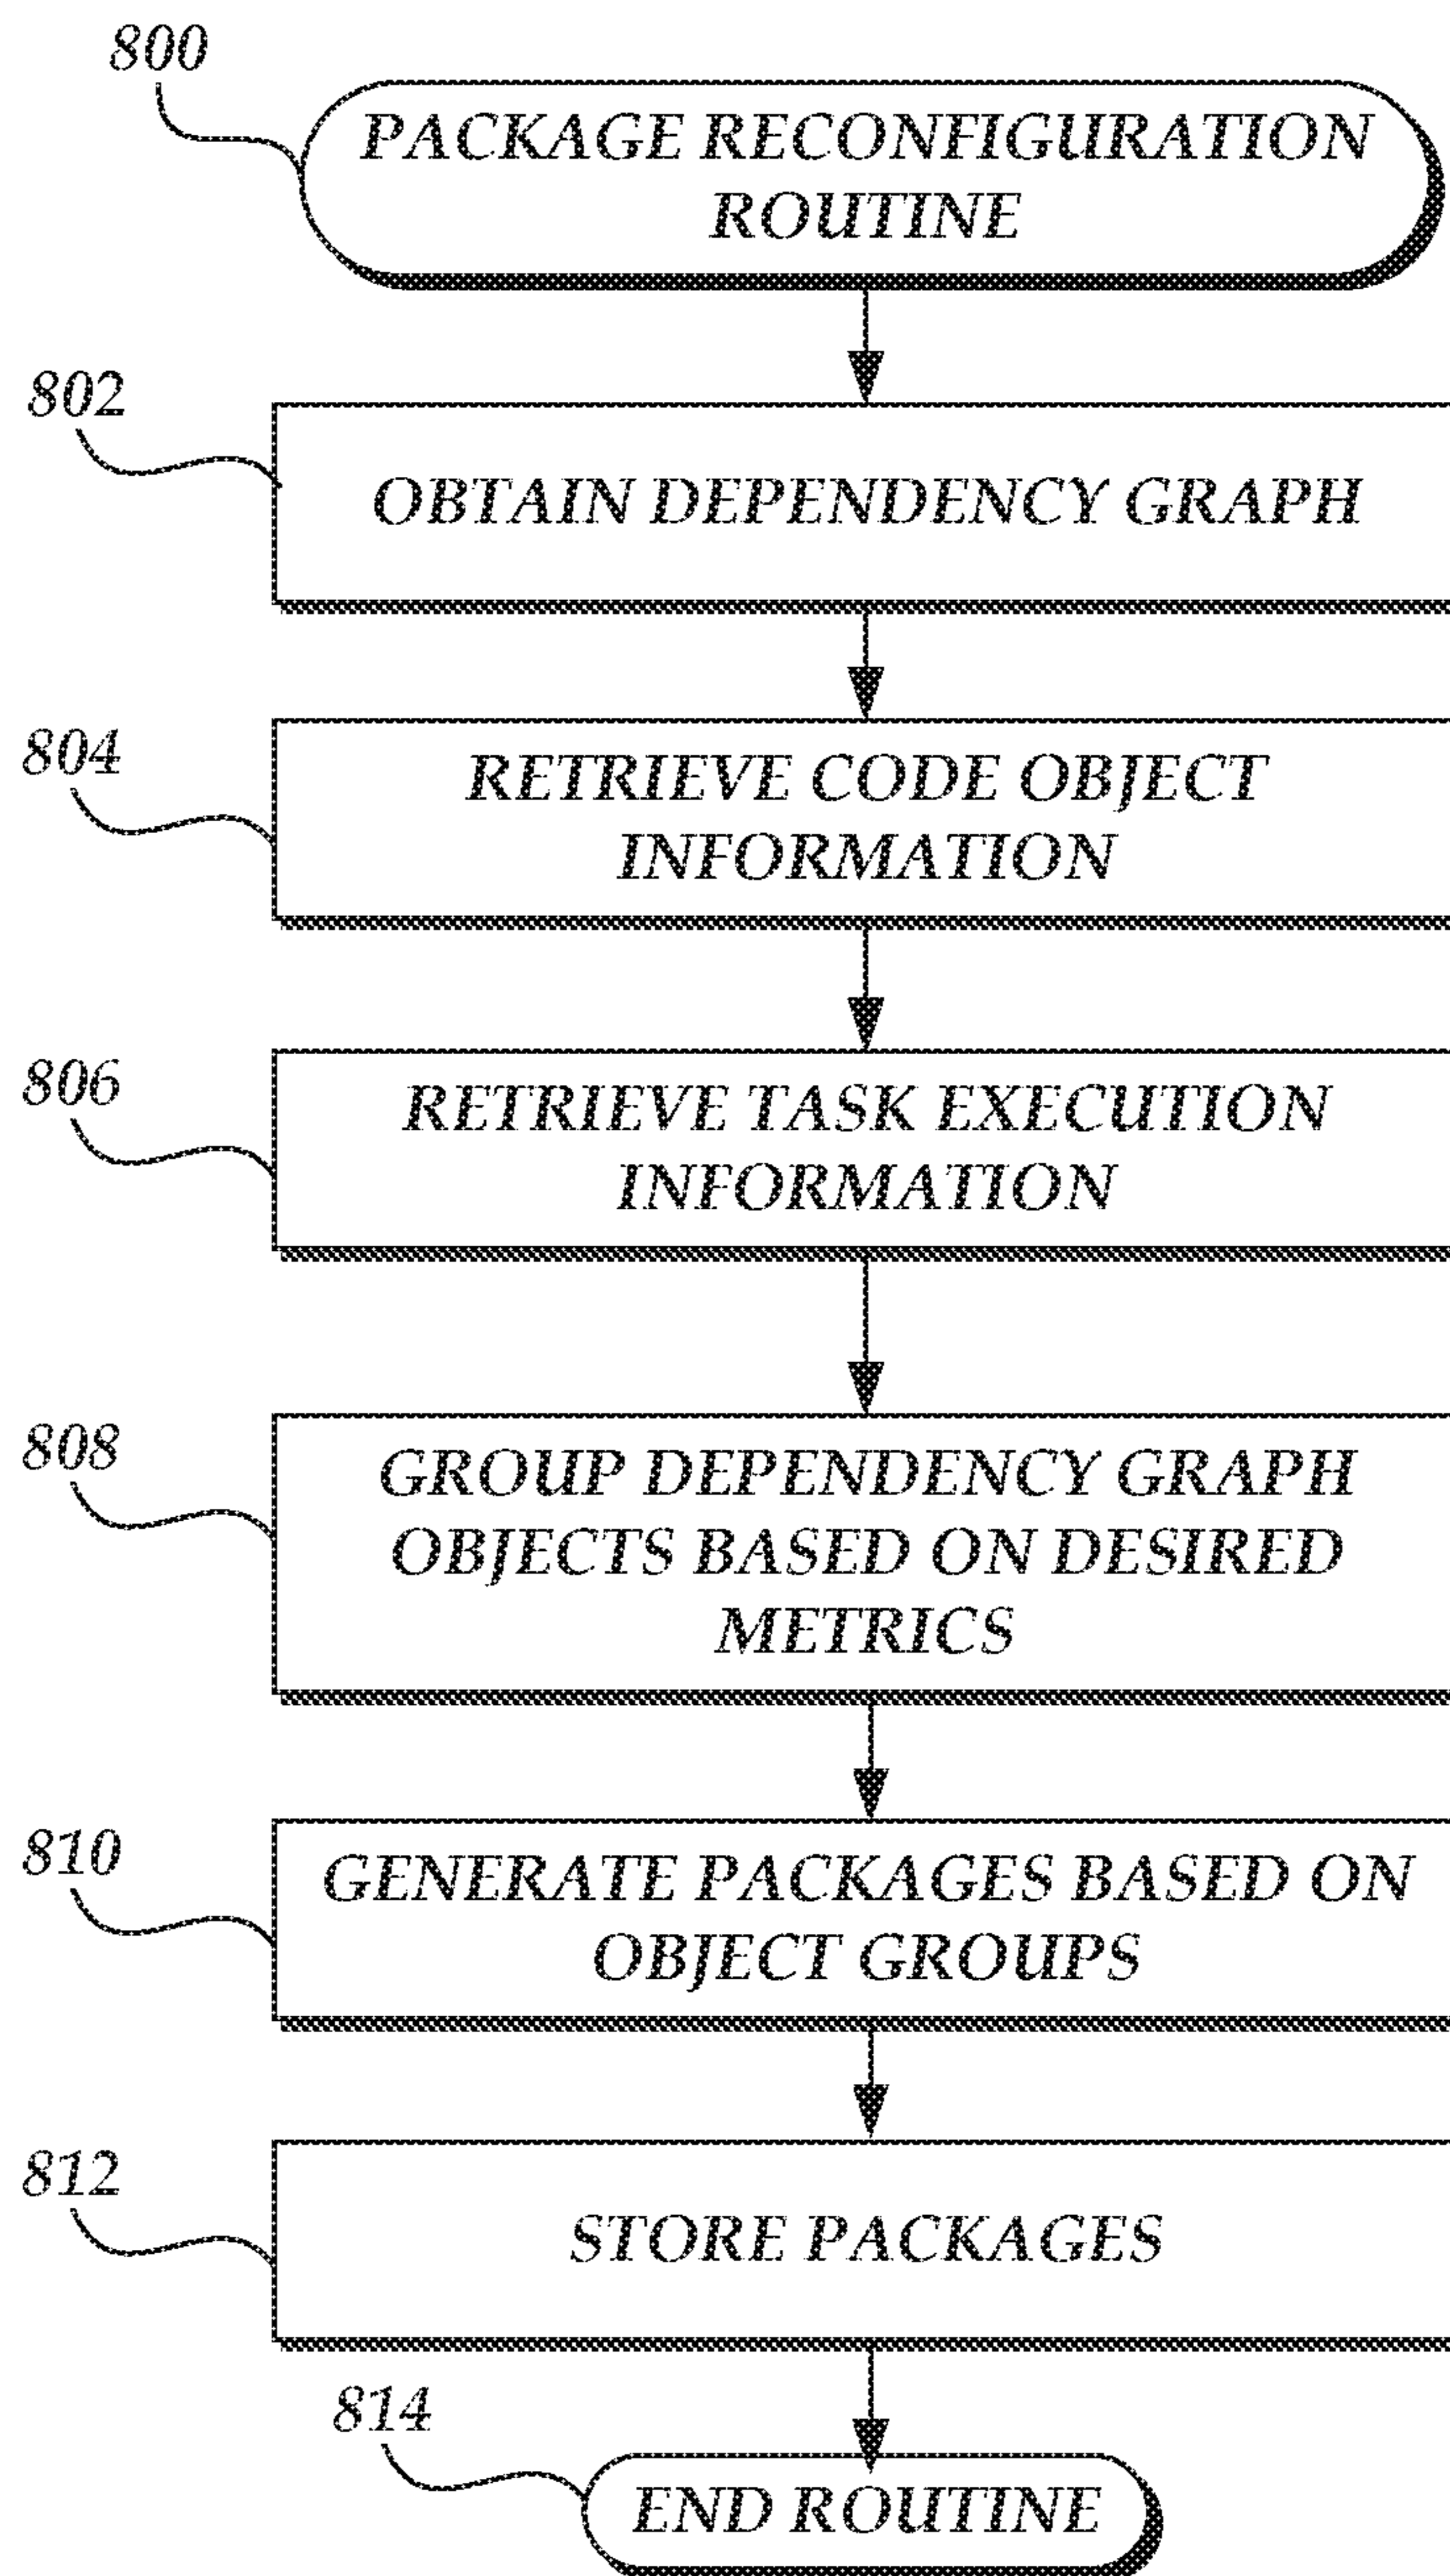 800
PACKAGE RECONFIGURATION
ROUTINE
802
OBTAIN DEPENDENCY GRAPH
804
RETRIEVE CODE OBJECT
INFORMATION
806
RETRIEVE TASK EXECUTION
INFORMATION
808
GROUP DEPENDENCY GRAPH
OBJECTS BASED ON DESIRED
METRICS
810
GENERATE PACKAGES BASED ON
OBJECT GROUPS
812
STORE PACKAGES
814
END ROUTINE